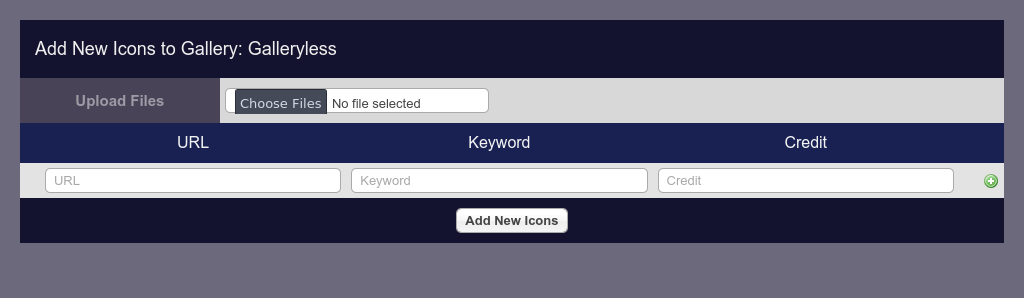 Add New Icons to Gallery: Galleryless
Upload Files
Choose Files No file selected
URL Keyword Credit
URL Keyword Credit
Add New Icons